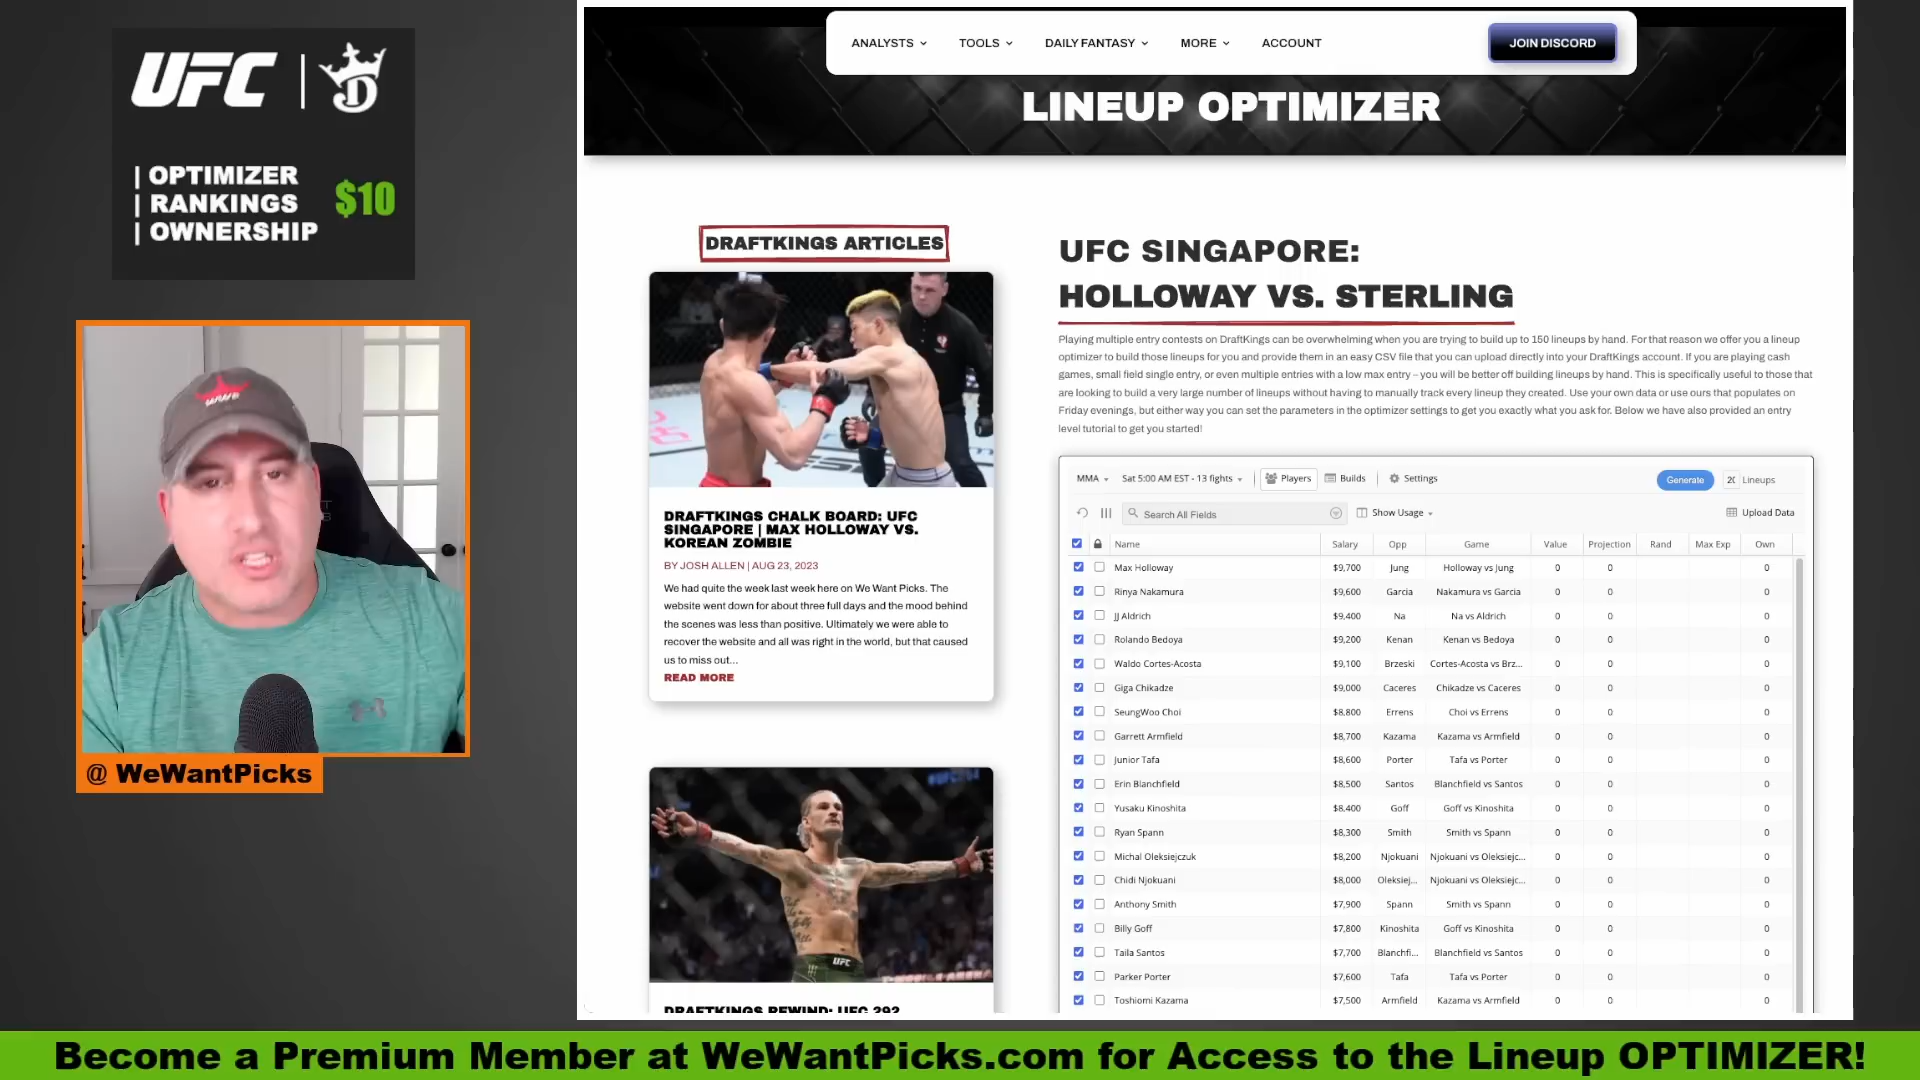 UFC
| OPTIMIZER
| RANKINGS
| OWNERSHIP
$10
@ WeWantPicks
ANALYSTS
TOOLS
DAILY FANTASY
MORE
ACCOUNT
JOIN DISCORD
LINEUP OPTIMIZER
DRAFTKINGS ARTICLES
DRAFTKINGS CHALK BOARD: UFC
SINGAPORE | MAX HOLLOWAY VS.
KOREAN ZOMBIE
BY JOSH ALLEN | AUG 23, 2023
We had quite the week last week here on We Want Picks. The
website went down for about three full days and the mood behind
the scenes was less than positive. Ultimately we were able to
recover the website and all was right in the world, but that caused
us to miss out...
READ MORE
UFC
DRAFTKINGS REWIND: UFC 292
UFC SINGAPORE:
HOLLOWAY VS. STERLING
Playing multiple entry contests on DraftKings can be overwhelming when you are trying to build up to 150 lineups by hand. For that reason we offer you a lineup
optimizer to build those lineups for you and provide them in an easy CSV file that you can upload directly into your DraftKings account. If you are playing cash
games, small field single entry, or even multiple entries with a low max entry – you will be better off building lineups by hand. This is specifically useful to those that
are looking to build a very large number of lineups without having to manually track every lineup they created. Use your own data or use ours that populates on
Friday evenings, but either way you can set the parameters in the optimizer settings to get you exactly what you ask for. Below we have also provided an entry
level tutorial to get you started!
MMA Sat 5:00 AM EST - 13 fights Players Builds Settings Generate 20 Lineups
Search All Fields Show Usage Upload Data
Name Salary Opp Game Value Projection Rand Max Exp Own
Max Holloway $9,700 Jung Holloway vs Jung 0 0 0
Rinya Nakamura $9,600 Garcia Nakamura vs Garcia 0 0 0
JJ Aldrich $9,400 Na Na vs Aldrich 0 0 0
Rolando Bedoya $9,200 Kenan Kenan vs Bedoya 0 0 0
Waldo Cortes-Acosta $9,100 Brzeski Cortes-Acosta vs Brz... 0 0 0
Giga Chikadze $9,000 Caceres Chikadze vs Caceres 0 0 0
SeungWoo Choi $8,800 Errens Choi vs Errens 0 0 0
Garrett Armfield $8,700 Kazama Kazama vs Armfield 0 0 0
Junior Tafa $8,600 Porter Tafa vs Porter 0 0 0
Erin Blanchfield $8,500 Santos Blanchfield vs Santos 0 0 0
Yusaku Kinoshita $8,400 Goff Goff vs Kinoshita 0 0 0
Ryan Spann $8,300 Smith Smith vs Spann 0 0 0
Michal Oleksiejczuk $8,200 Njokuani Njokuani vs Oleksiejc... 0 0 0
Chidi Njokuani $8,000 Oleksiej... Njokuani vs Oleksiejc... 0 0 0
Anthony Smith $7,900 Spann Smith vs Spann 0 0 0
Billy Goff $7,800 Kinoshita Goff vs Kinoshita 0 0 0
Taila Santos $7,700 Blanchfi... Blanchfield vs Santos 0 0 0
Parker Porter $7,600 Tafa Tafa vs Porter 0 0 0
Toshiomi Kazama $7,500 Armfield Kazama vs Armfield 0 0 0
Become a Premium Member at WeWantPicks.com for Access to the Lineup OPTIMIZER!